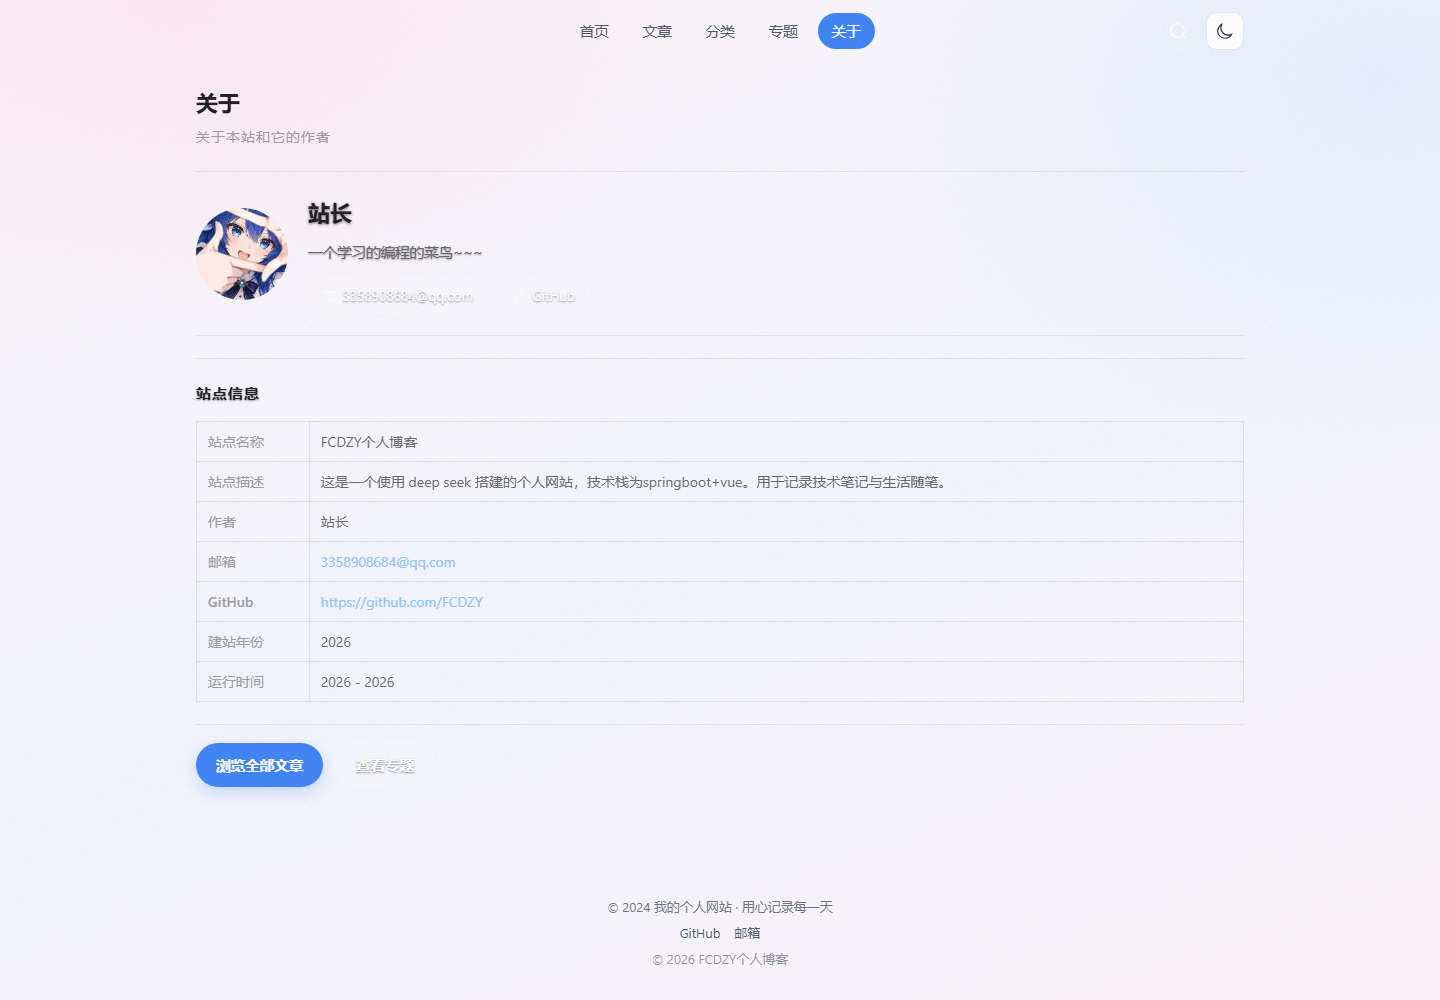 首页 文章 分类 专题 关于
关于
关于本站和它的作者
站长
一个学习的编程的菜鸟~~~
3358908684@qq.com GitHub
站点信息
站点名称 FCDZY个人博客
站点描述 这是一个使用 deep seek 搭建的个人网站，技术栈为springboot+vue。用于记录技术笔记与生活随笔。
作者 站长
邮箱 3358908684@qq.com
GitHub https://github.com/FCDZY
建站年份 2026
运行时间 2026 - 2026
浏览全部文章 查看专题
© 2024 我的个人网站 · 用心记录每一天
GitHub 邮箱
© 2026 FCDZY个人博客